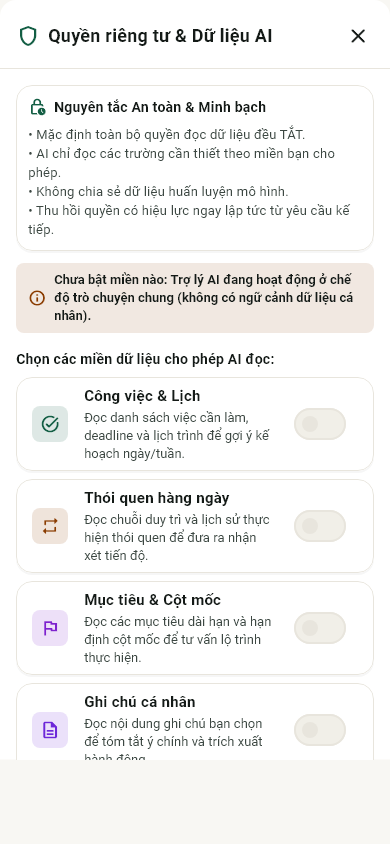 Quyền riêng tư & Dữ liệu AI
Nguyên tắc An toàn & Minh bạch
• Mặc định toàn bộ quyền đọc dữ liệu đều TẮT.
• AI chỉ đọc các trường cần thiết theo miền bạn cho
phép.
• Không chia sẻ dữ liệu huấn luyện mô hình.
• Thu hồi quyền có hiệu lực ngay lập tức từ yêu cầu kế
tiếp.
Chưa bật miền nào: Trợ lý AI đang hoạt động ở chế
độ trò chuyện chung (không có ngữ cảnh dữ liệu cá
nhân).
Chọn các miền dữ liệu cho phép AI đọc:
Công việc & Lịch
Đọc danh sách việc cần làm,
deadline và lịch trình để gợi ý kế
hoạch ngày/tuần.
Thói quen hàng ngày
Đọc chuỗi duy trì và lịch sử thực
hiện thói quen để đưa ra nhận
xét tiến độ.
Mục tiêu & Cột mốc
Đọc các mục tiêu dài hạn và hạn
định cột mốc để tư vấn lộ trình
thực hiện.
Ghi chú cá nhân
Đọc nội dung ghi chú bạn chọn
để tóm tắt ý chính và trích xuất
hành động.